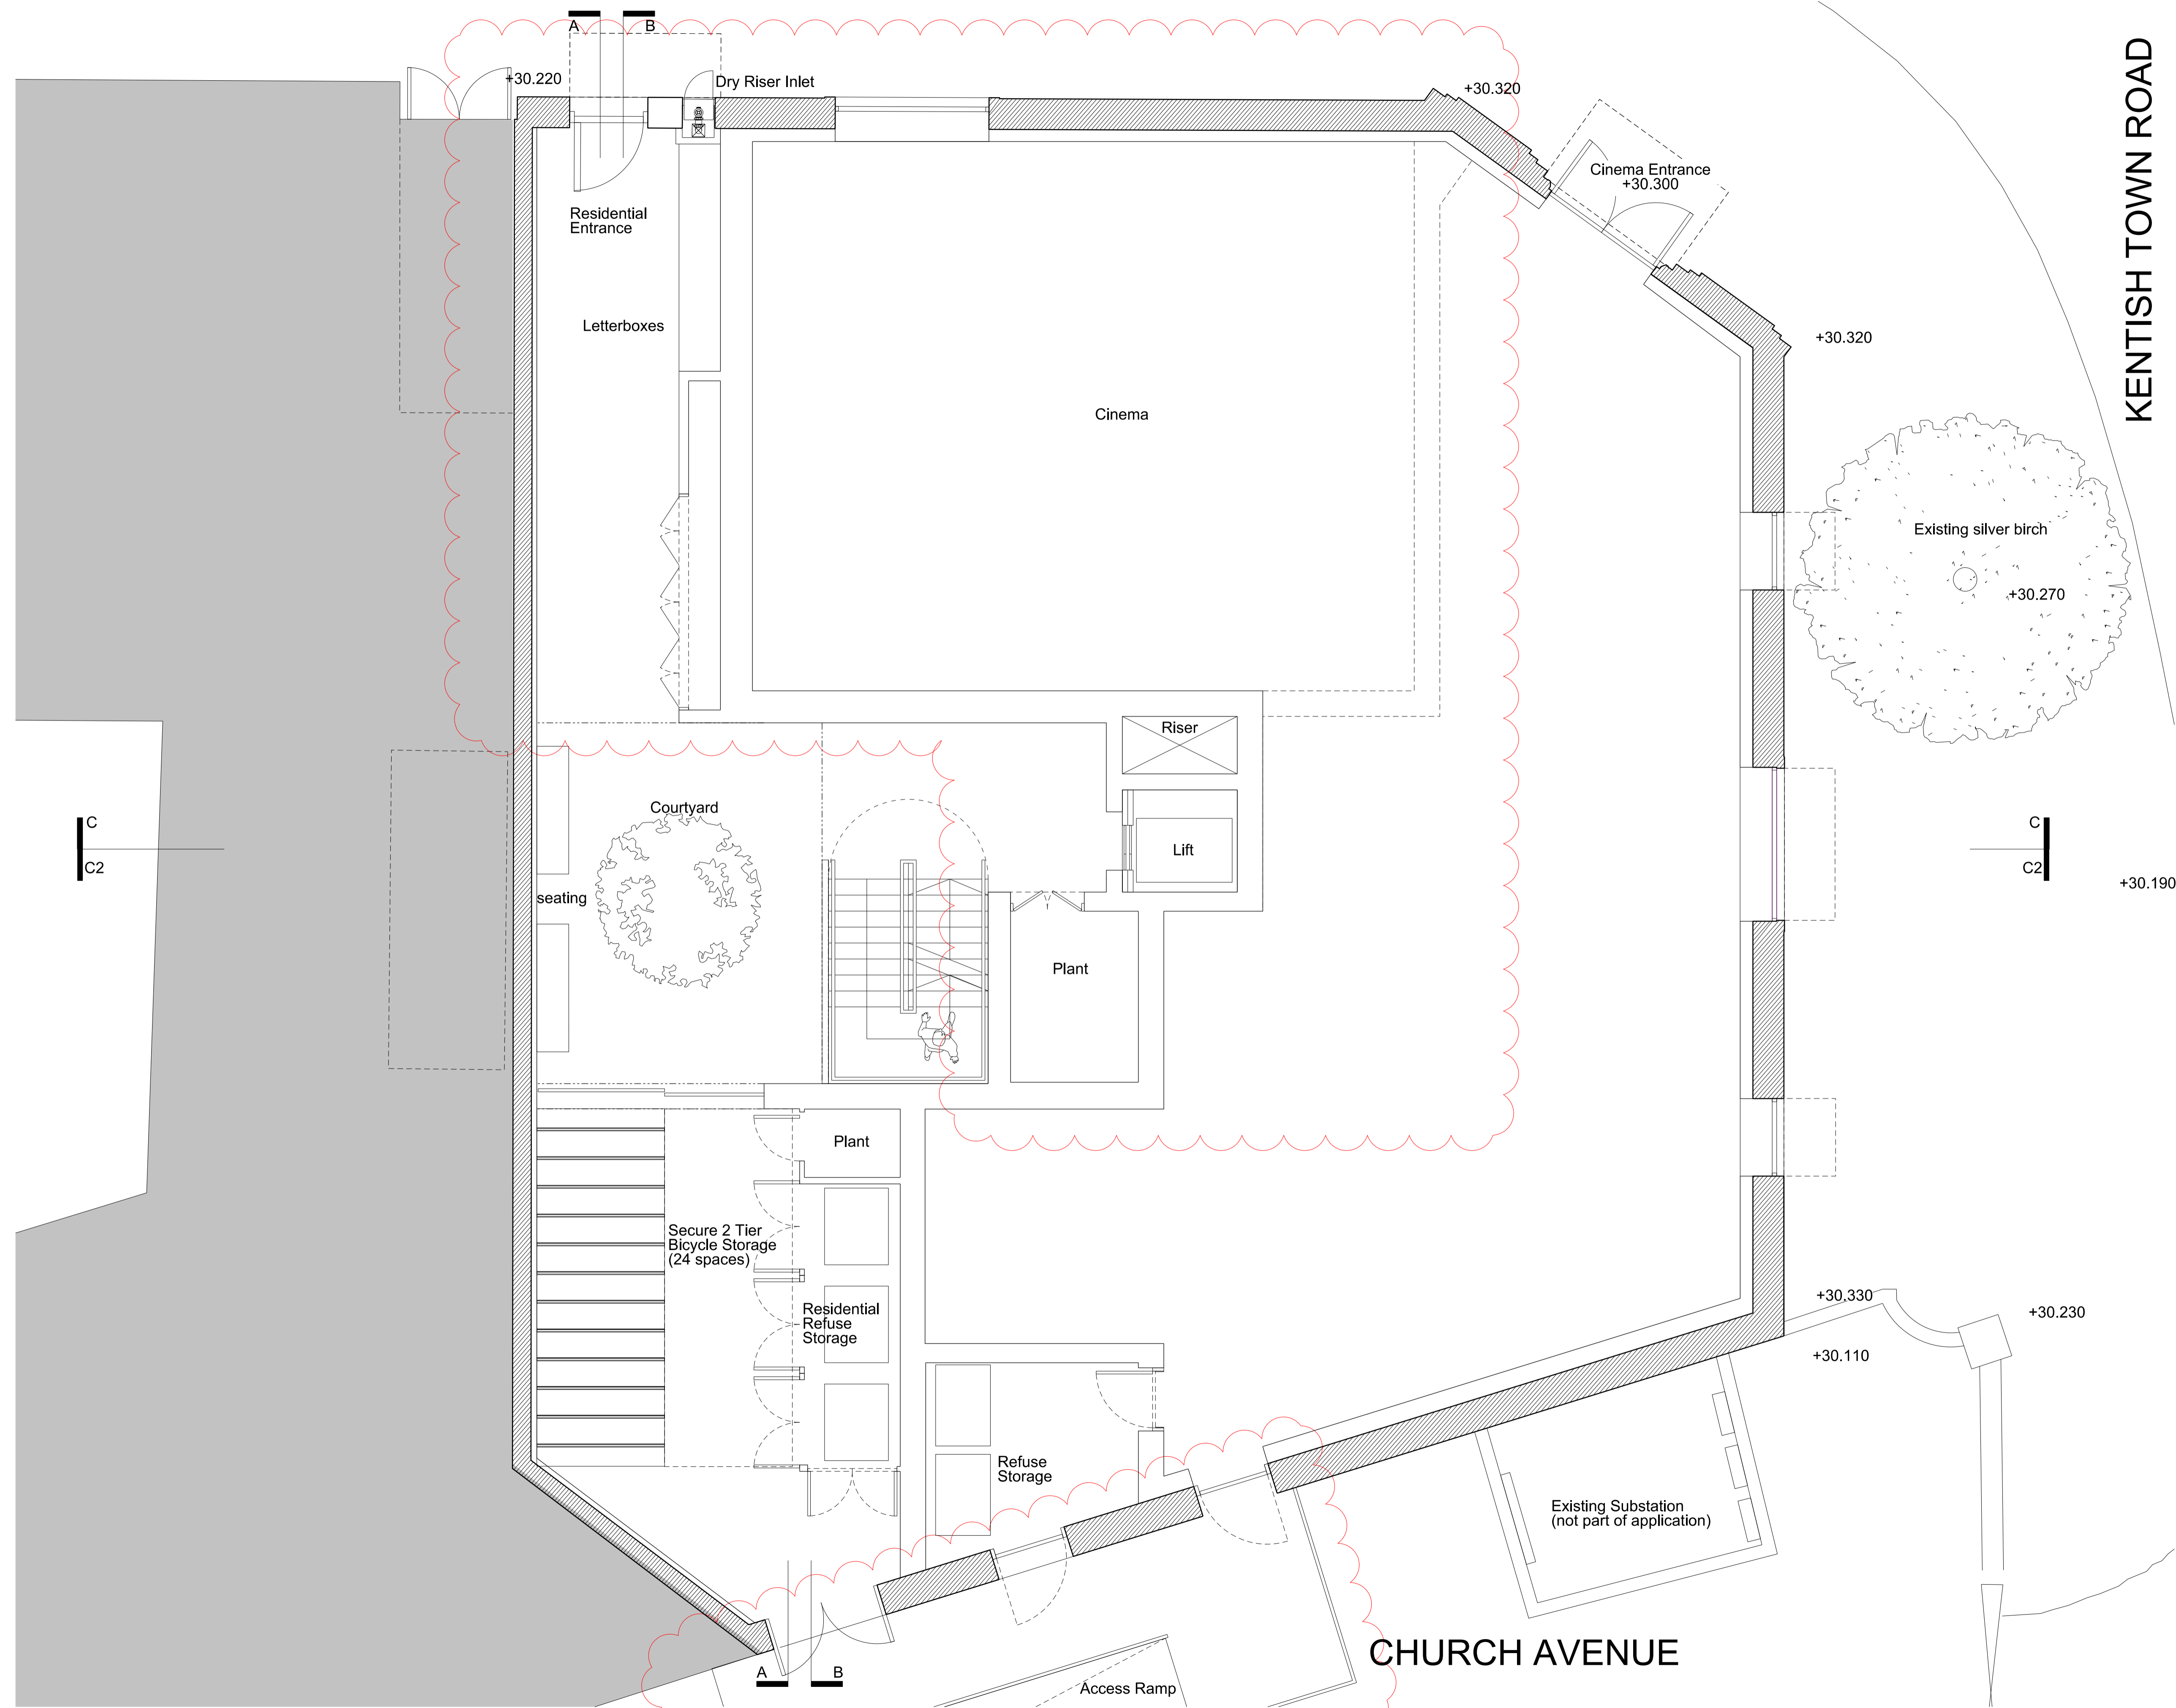 A
B
+30.220
Dry Riser Inlet
+30.320
KENTISH TOWN ROAD
Cinema Entrance
+30.300
Residential
Entrance
Letterboxes
+30.320
Cinema
Existing silver birch
+30.270
Riser
Courtyard
C
C2
Lift
C
C2
+30.190
seating
Plant
Plant
Secure 2 Tier
Bicycle Storage
(24 spaces)
Residential
Refuse
Storage
+30.330
+30.230
+30.110
Refuse
Storage
Existing Substation
(not part of application)
CHURCH AVENUE
A
B
Access Ramp